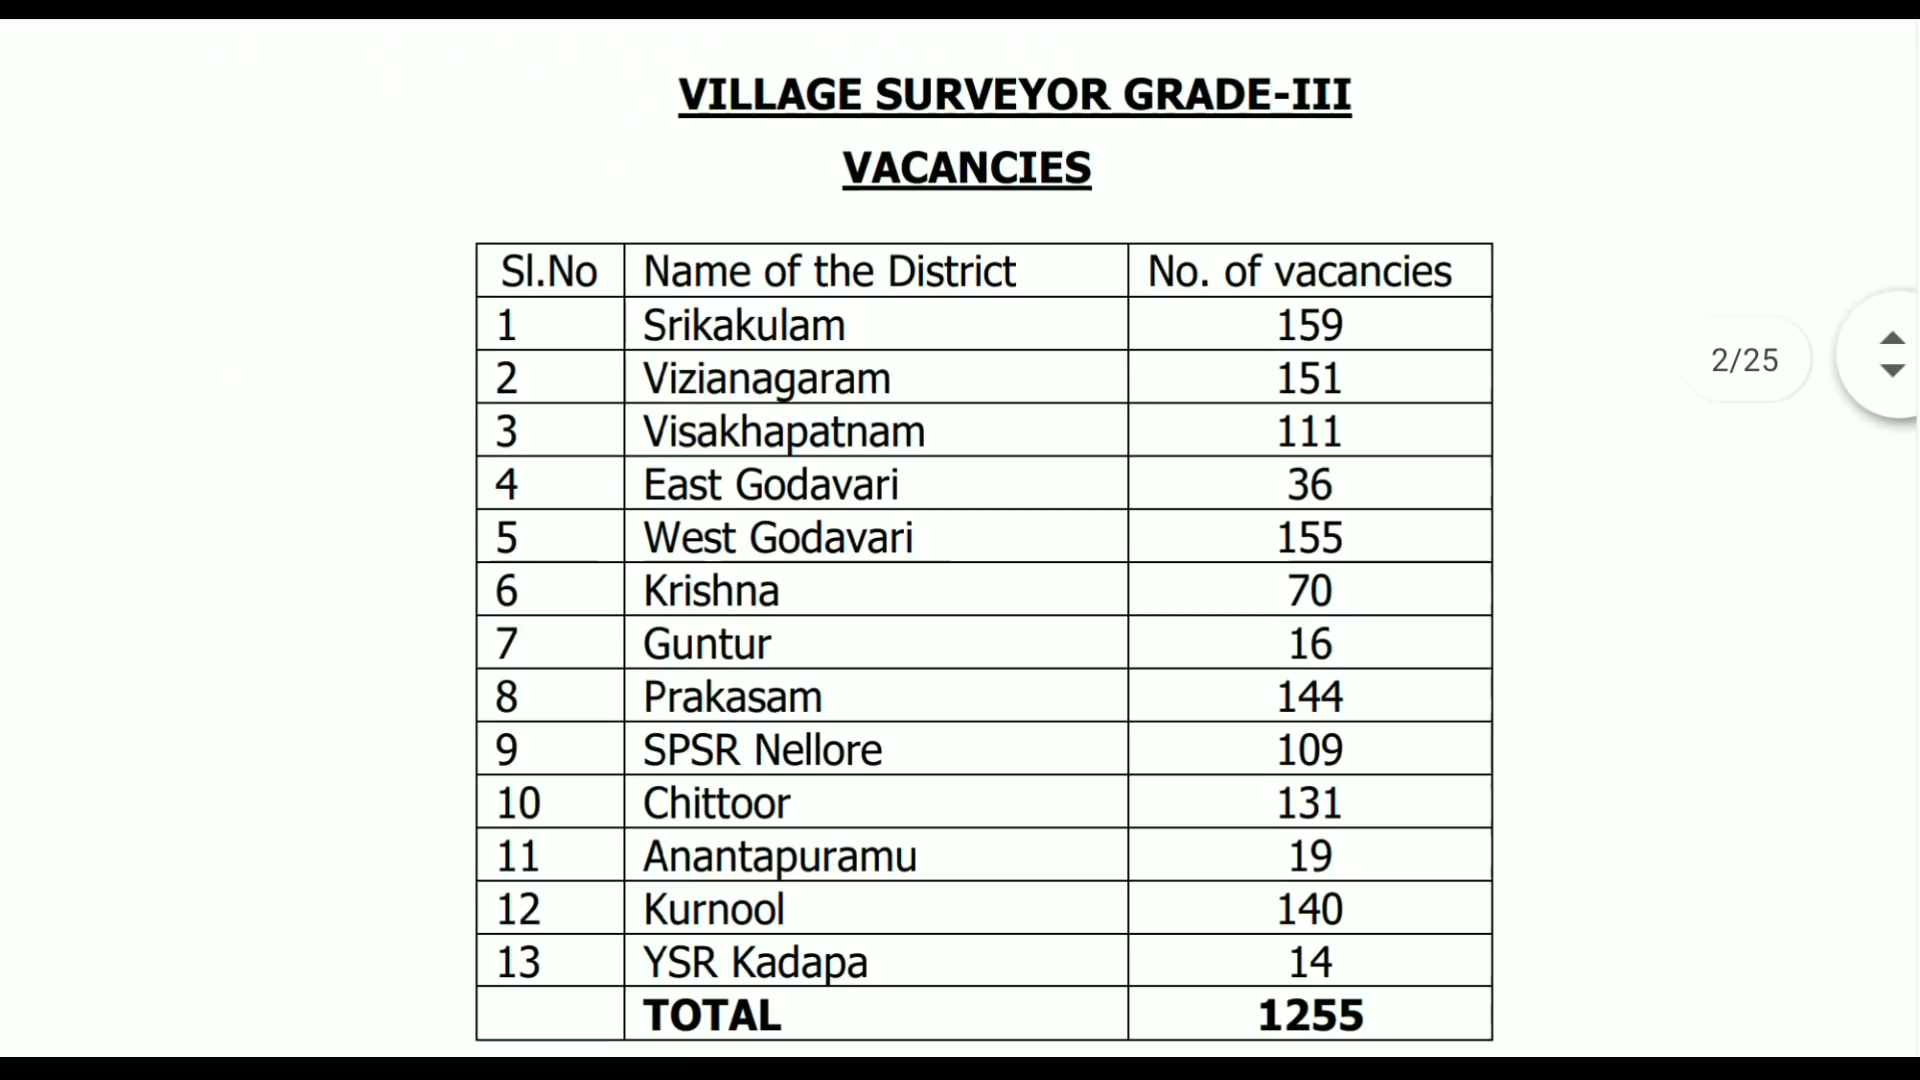 VILLAGE SURVEYOR GRADE-III
VACANCIES
Sl.No Name of the District No. of vacancies
1 Srikakulam 159
2 Vizianagaram 151
3 Visakhapatnam 111
4 East Godavari 36
5 West Godavari 155
6 Krishna 70
7 Guntur 16
8 Prakasam 144
9 SPSR Nellore 109
10 Chittoor 131
11 Anantapuramu 19
12 Kurnool 140
13 YSR Kadapa 14
TOTAL 1255
2/25